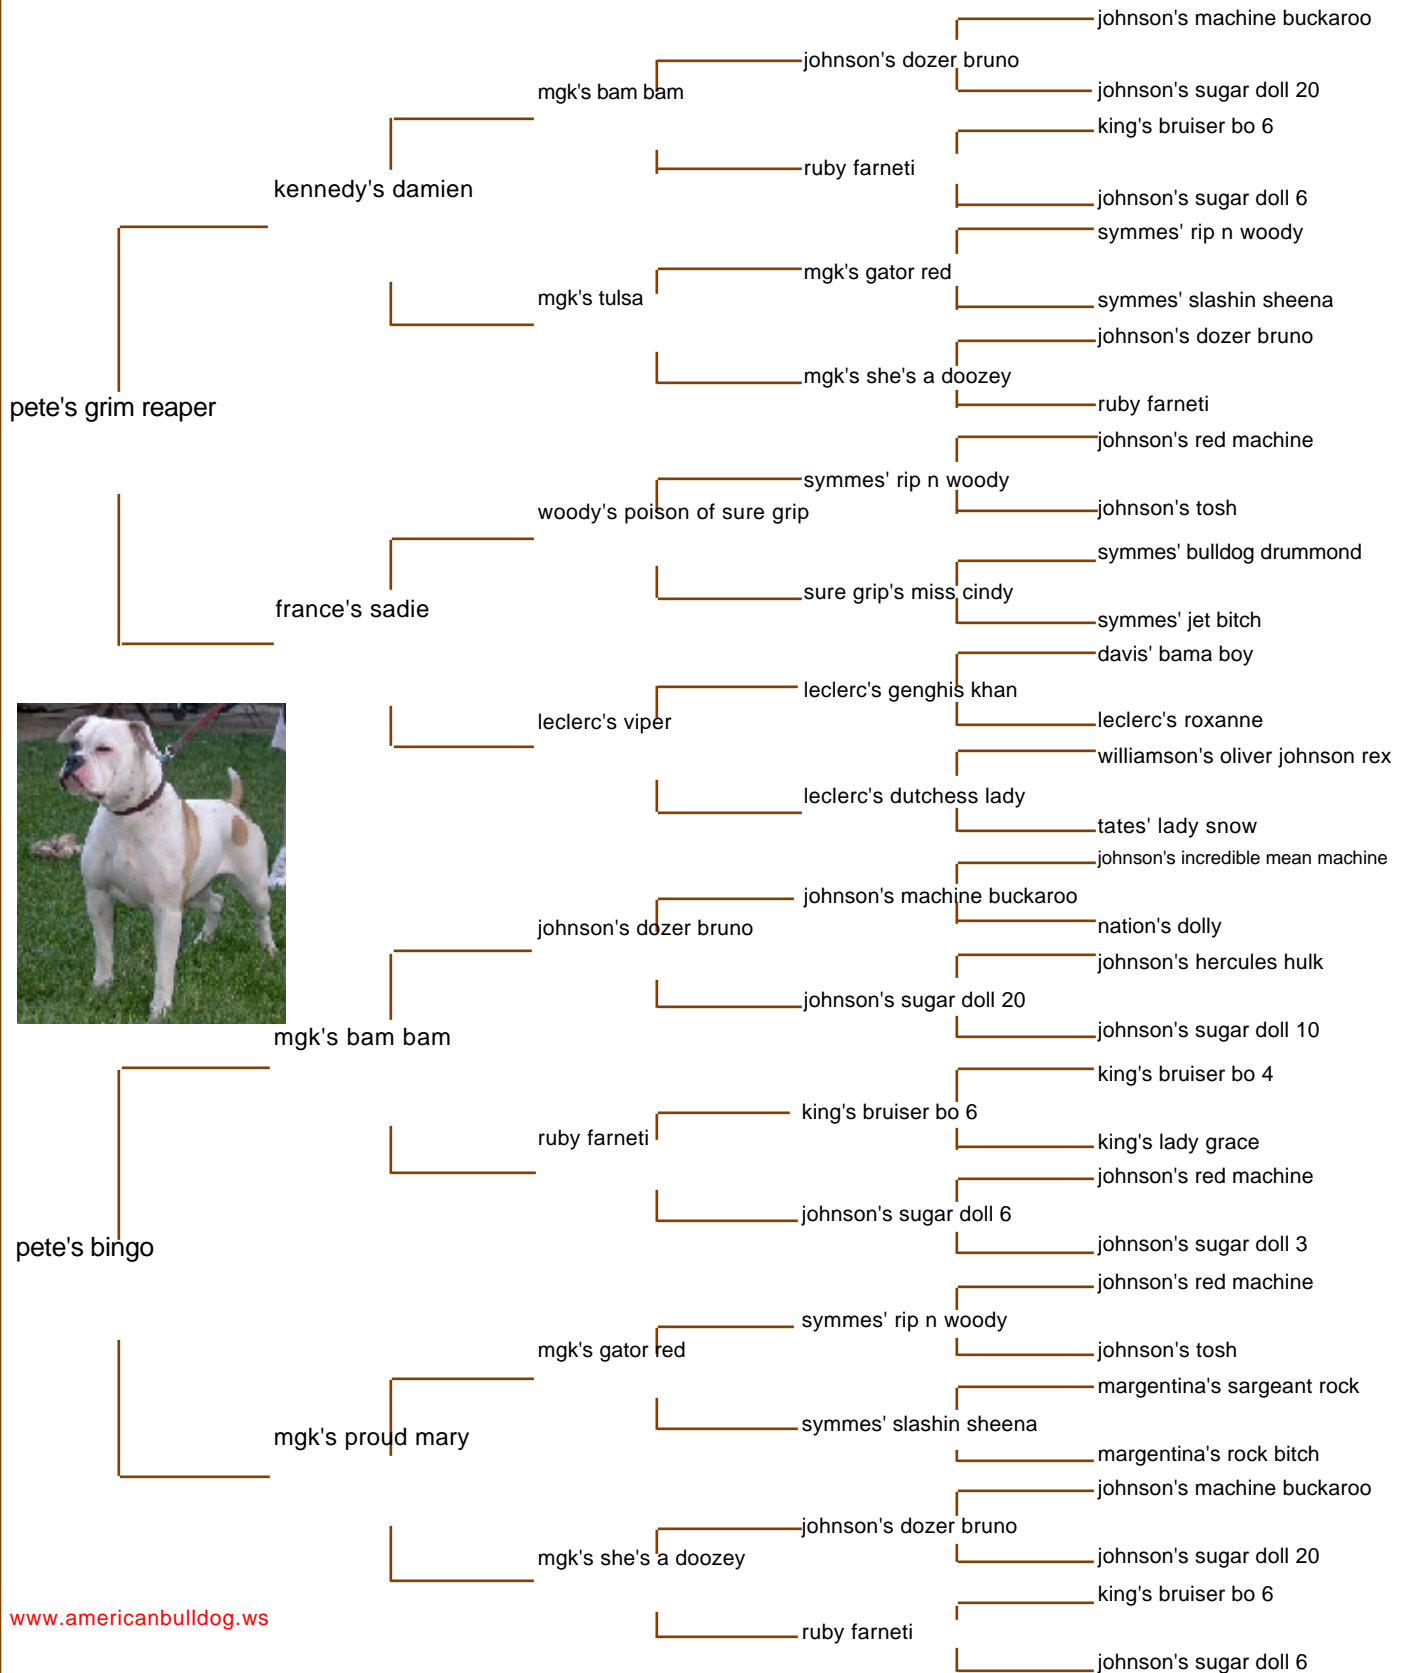 johnson's machine buckaroo
johnson's dozer bruno
mgk's bam bam
johnson's sugar doll 20
king's bruiser bo 6
ruby farneti
kennedy's damien
johnson's sugar doll 6
symmes' rip n woody
mgk's gator red
mgk's tulsa
symmes' slashin sheena
johnson's dozer bruno
mgk's she's a doozey
pete's grim reaper
ruby farneti
johnson's red machine
symmes' rip n woody
woody's poison of sure grip
johnson's tosh
symmes' bulldog drummond
sure grip's miss cindy
france's sadie
symmes' jet bitch
davis' bama boy
leclerc's genghis khan
leclerc's viper
leclerc's roxanne
williamson's oliver johnson rex
leclerc's dutchess lady
tates' lady snow
johnson's incredible mean machine
johnson's machine buckaroo
johnson's dozer bruno
nation's dolly
johnson's hercules hulk
johnson's sugar doll 20
mgk's bam bam
johnson's sugar doll 10
king's bruiser bo 4
king's bruiser bo 6
ruby farneti
king's lady grace
johnson's red machine
johnson's sugar doll 6
pete's bingo
johnson's sugar doll 3
johnson's red machine
symmes' rip n woody
mgk's gator red
johnson's tosh
margentina's sargeant rock
symmes' slashin sheena
mgk's proud mary
margentina's rock bitch
johnson's machine buckaroo
johnson's dozer bruno
mgk's she's a doozey
johnson's sugar doll 20
king's bruiser bo 6
www.americanbulldog.ws
ruby farneti
johnson's sugar doll 6